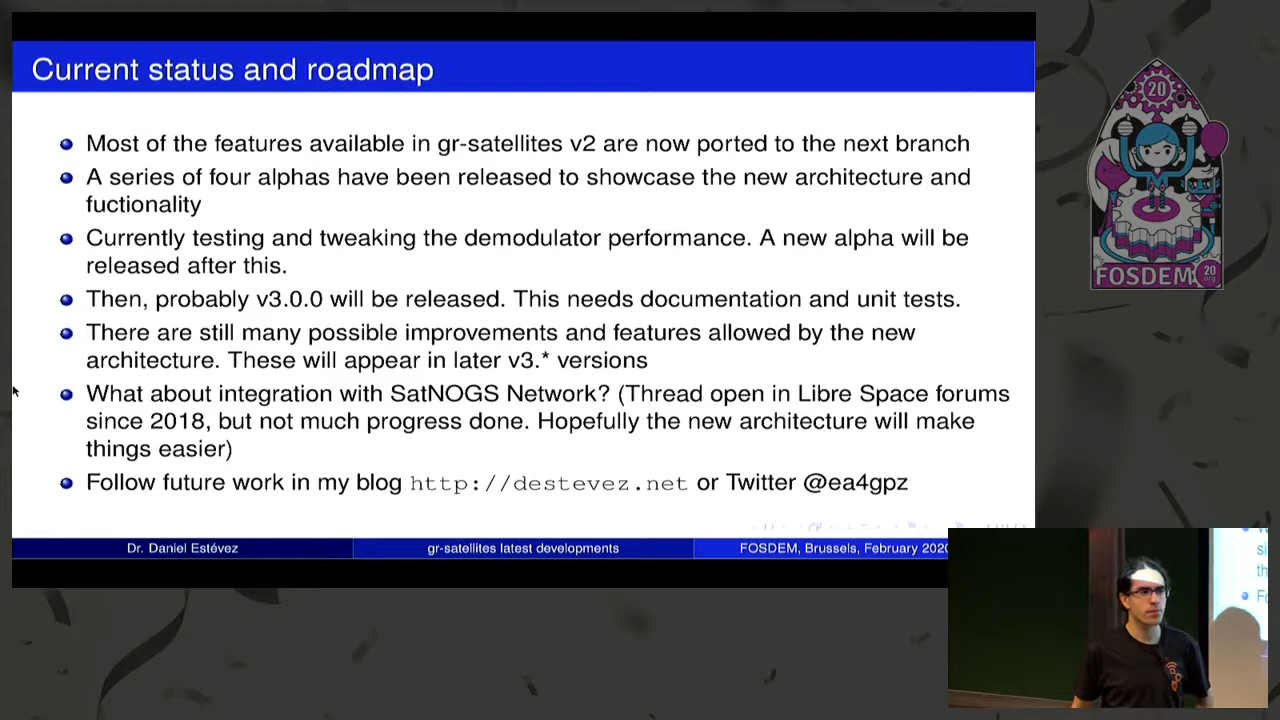 Current status and roadmap
Most of the features available in gr-satellites v2 are now ported to the next branch
A series of four alphas have been released to showcase the new architecture and
fuctionality
Currently testing and tweaking the demodulator performance. A new alpha will be
released after this.
Then, probably v3.0.0 will be released. This needs documentation and unit tests.
There are still many possible improvements and features allowed by the new
architecture. These will appear in later v3.* versions
What about integration with SatNOGS Network? (Thread open in Libre Space forums
since 2018, but not much progress done. Hopefully the new architecture will make
things easier)
Follow future work in my blog http://destevez.net or Twitter @ea4gpz
Dr. Daniel Estévez
gr-satellites latest developments
FOSDEM, Brussels, February 2020
20
FOSDEM
20
.org